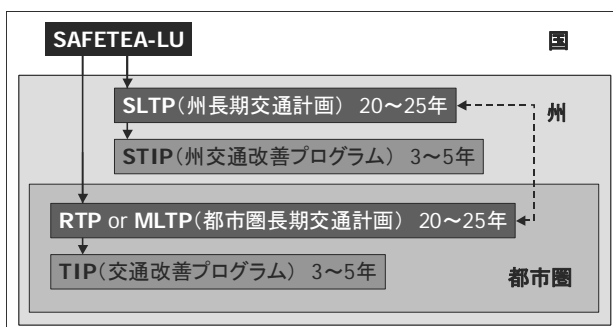 SAFETEA-LU
国
SLTP(州長期交通計画) 20~25年
州
STIP(州交通改善プログラム) 3~5年
RTP or MLTP(都市圏長期交通計画) 20~25年
TIP(交通改善プログラム) 3~5年
都市圏